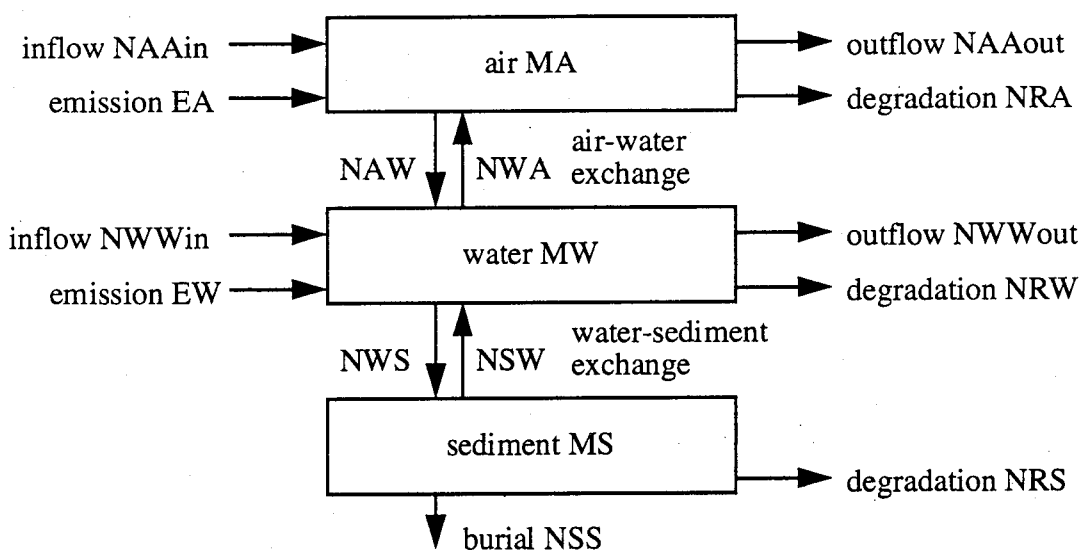 inflow NAAin
air MA
outflow NAAout
emission EA
degradation NRA
NAW
NWA
air-water
exchange
inflow NWWin
water MW
outflow NWWout
emission EW
degradation NRW
NWS
NSW
water-sediment
exchange
sediment MS
degradation NRS
burial NSS